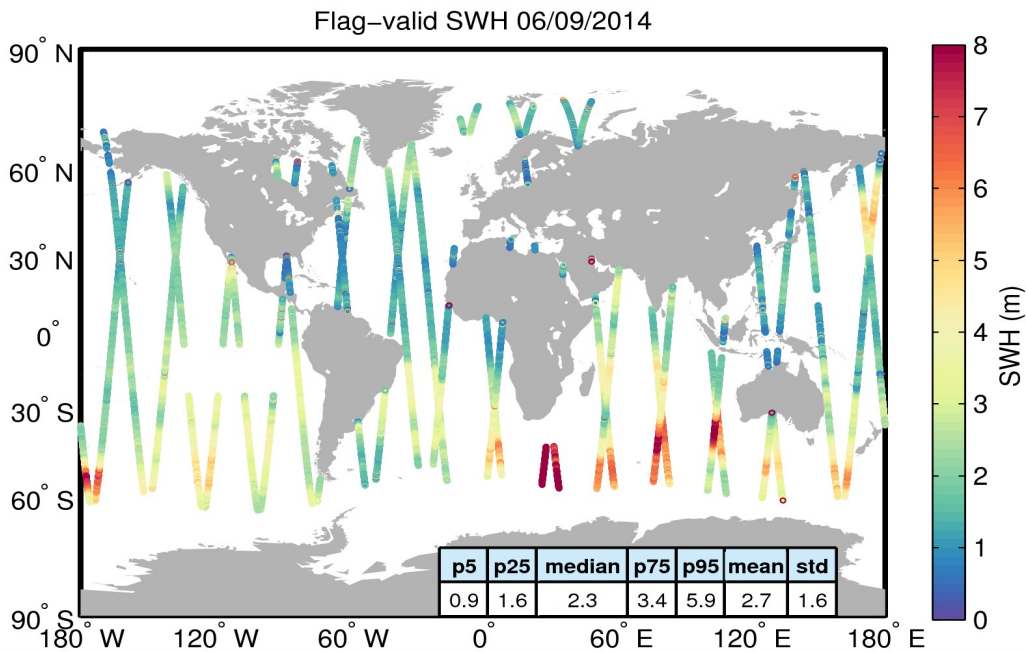 Flag−valid SWH 06/09/2014
90° N
60° N
30° N
0°
30° S
60° S
90° S
180° W
120° W
60° W
0°
60° E
120° E
180° E
p5 p25 median p75 p95 mean std
0.9 1.6 2.3 3.4 5.9 2.7 1.6
8
7
6
5
4
3
2
1
0
SWH (m)